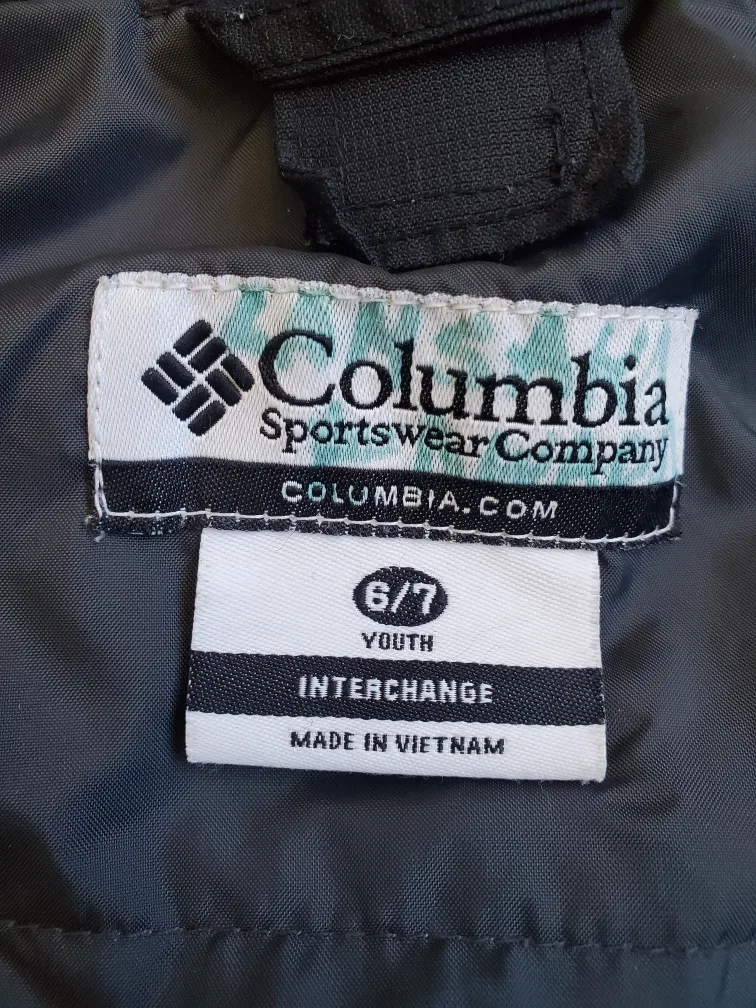 Columbia
Sportswear Company
COLUMBIA.COM
6/7
YOUTH
INTERCHANGE
MADE IN VIETNAM